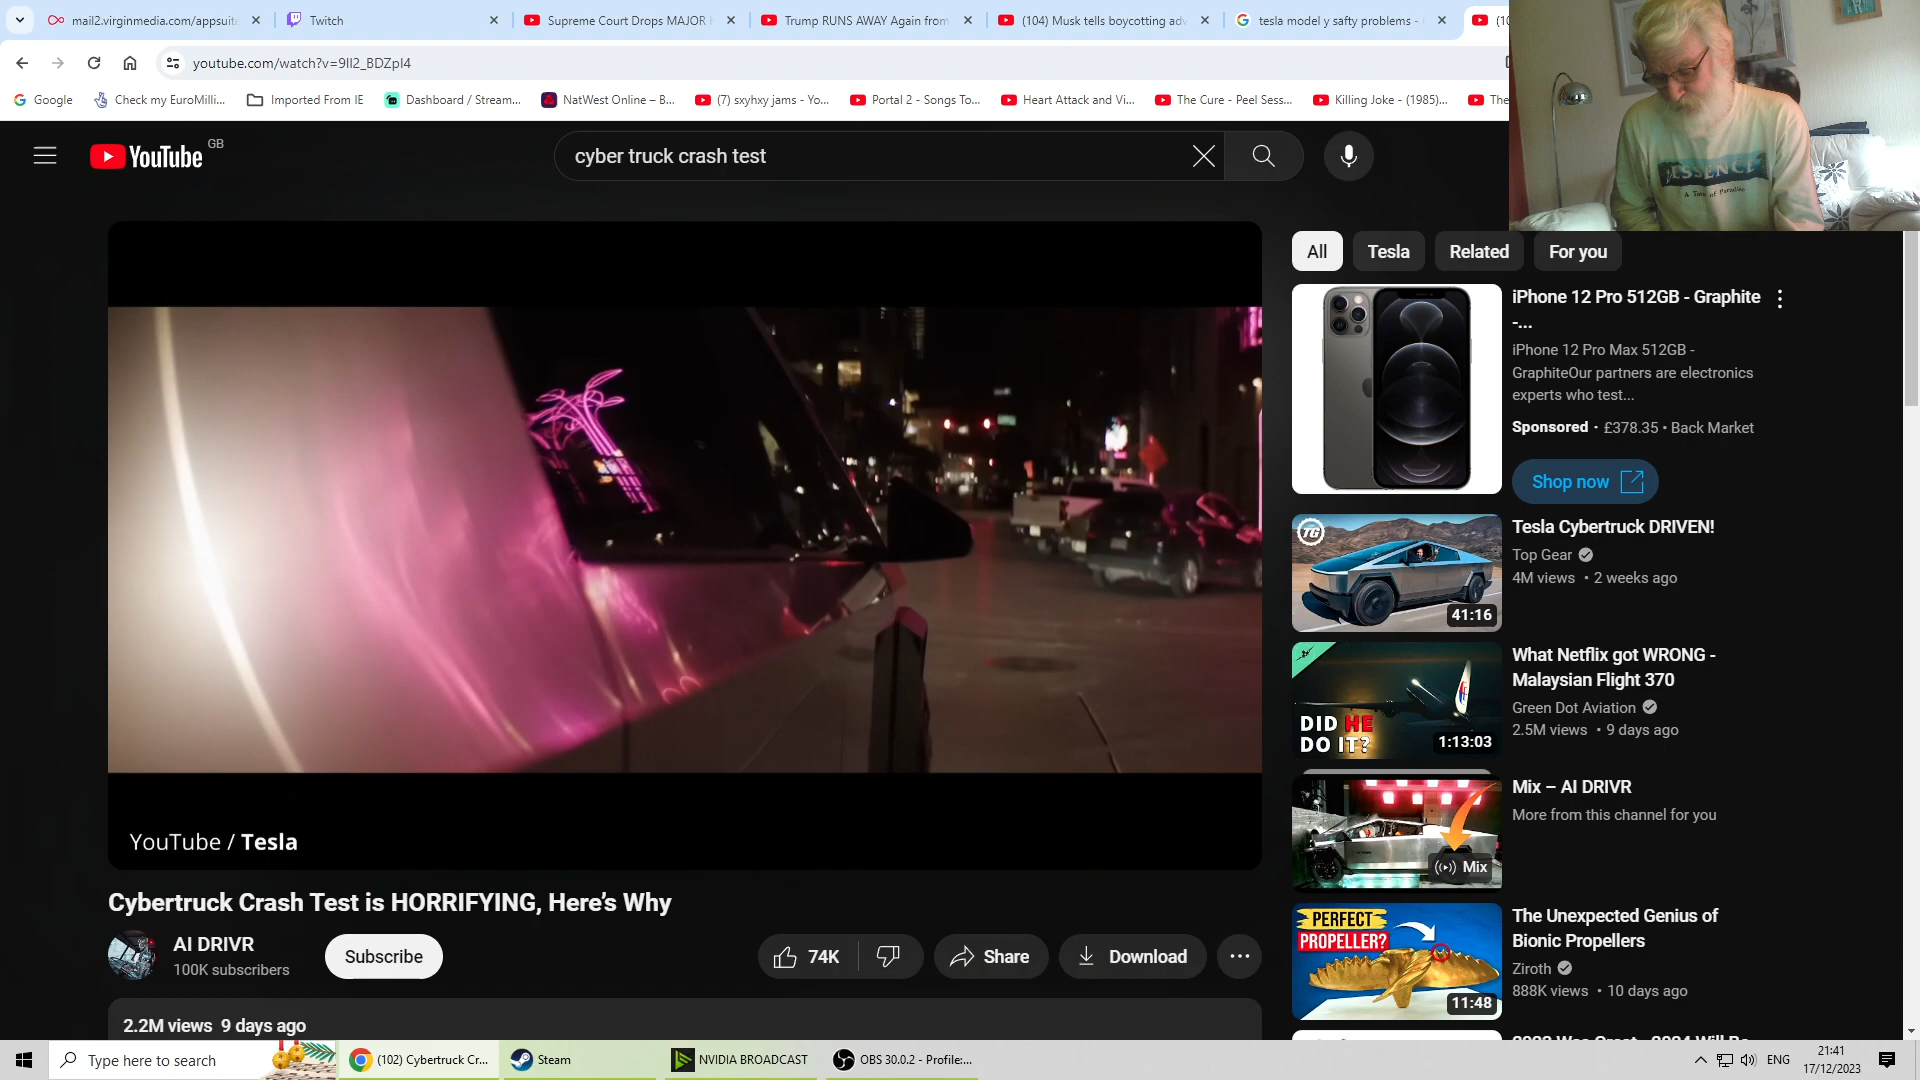 mail2.virginmedia.com/appsuite
Twitch
Supreme Court Drops MAJOR
Trump RUNS AWAY Again from
(104) Musk tells boycotting adv
tesla model y safty problems -
youtube.com/watch?v=9II2_BDZpI4
Google
Check my EuroMilli...
Imported From IE
Dashboard / Stream...
NatWest Online – B...
(7) sxyhxy jams - Yo...
Portal 2 - Songs To...
Heart Attack and Vi...
The Cure - Peel Sess...
Killing Joke - (1985)...
The
ESSENCE
YouTube GB
cyber truck crash test
All
Tesla
Related
For you
iPhone 12 Pro 512GB - Graphite
-...
iPhone 12 Pro Max 512GB -
GraphiteOur partners are electronics
experts who test...
Sponsored · £378.35 • Back Market
Shop now
TG
41:16
Tesla Cybertruck DRIVEN!
Top Gear
4M views • 2 weeks ago
DID HE
DO IT?
1:13:03
What Netflix got WRONG -
Malaysian Flight 370
Green Dot Aviation
2.5M views • 9 days ago
Mix
Mix – AI DRIVR
More from this channel for you
PERFECT
PROPELLER?
11:48
The Unexpected Genius of
Bionic Propellers
Ziroth
888K views • 10 days ago
YouTube / Tesla
Cybertruck Crash Test is HORRIFYING, Here’s Why
AI DRIVR
100K subscribers
Subscribe
74K
Share
Download
2.2M views 9 days ago
Type here to search
(102) Cybertruck Cr...
Steam
NVIDIA BROADCAST
OBS 30.0.2 - Profile:...
ENG
21:41
17/12/2023